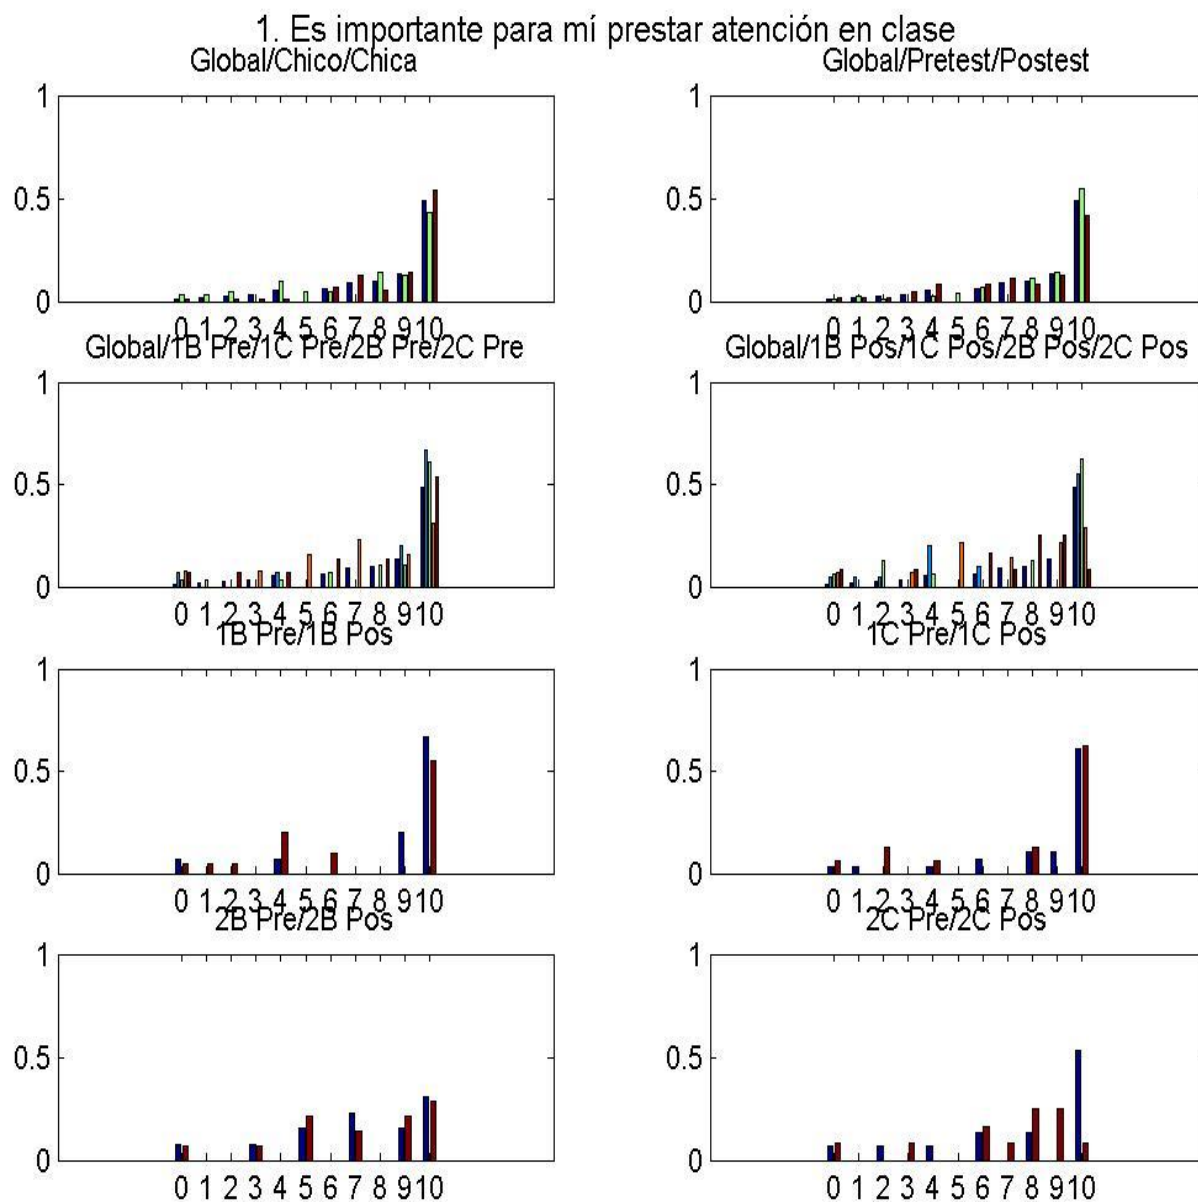 1. Es importante para mí prestar atención en clase
Global/Chico/Chica
Global/Pretest/Postest
1
0.5
0
0 1 2 3 4 5 6 7 8 9 10
1
0.5
0
0 1 2 3 4 5 6 7 8 9 10
Global/1B Pre/1C Pre/2B Pre/2C Pre
Global/1B Pos/1C Pos/2B Pos/2C Pos
1
0.5
0
0 1 2 3 4 5 6 7 8 9 10
1
0.5
0
0 1 2 3 4 5 6 7 8 9 10
1B Pre/1B Pos
1C Pre/1C Pos
1
0.5
0
0 1 2 3 4 5 6 7 8 9 10
1
0.5
0
0 1 2 3 4 5 6 7 8 9 10
2B Pre/2B Pos
2C Pre/2C Pos
1
0.5
0
0 1 2 3 4 5 6 7 8 9 10
1
0.5
0
0 1 2 3 4 5 6 7 8 9 10